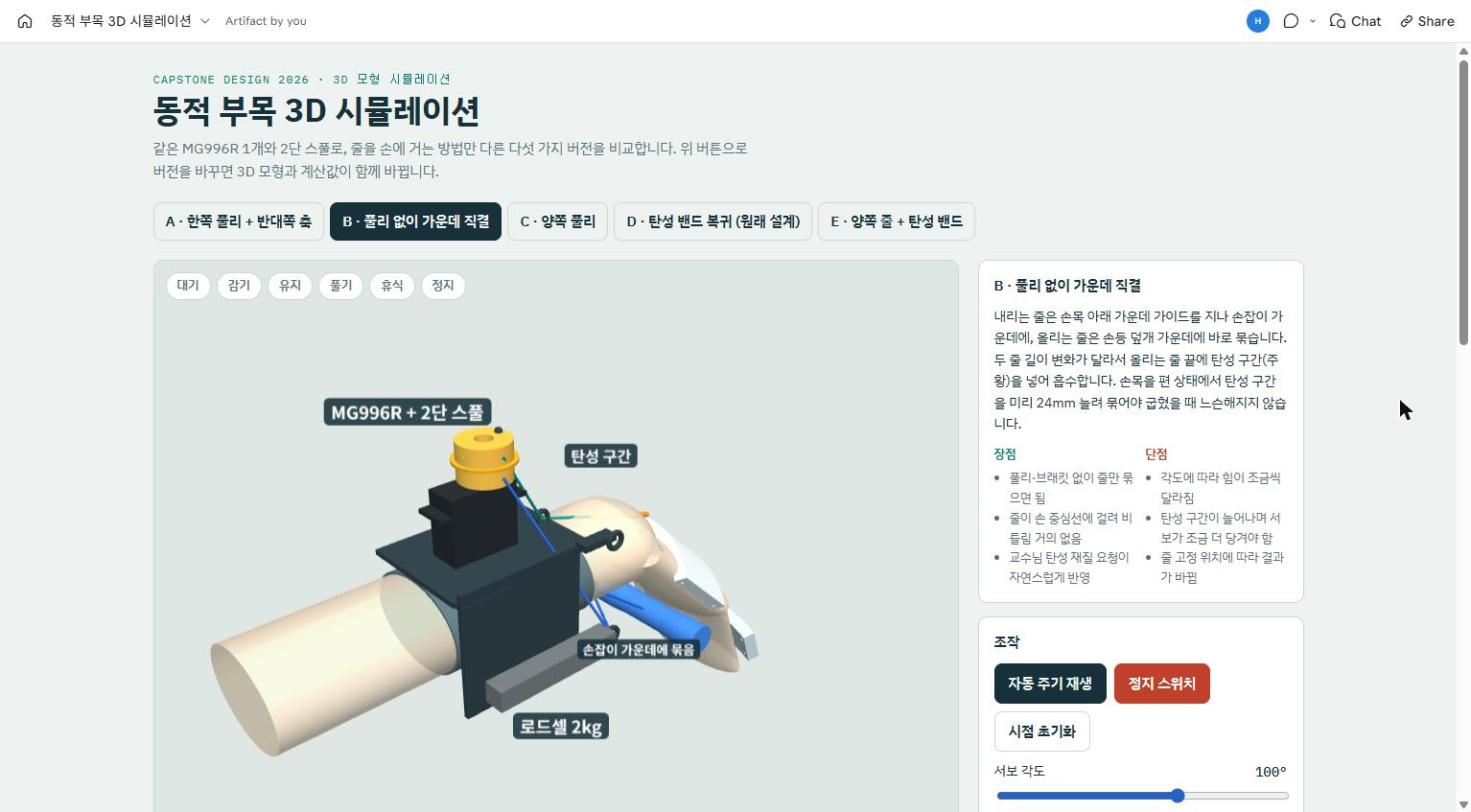 동적 부목 3D 시뮬레이션
Artifact by you
H
Chat
Share
CAPSTONE DESIGN 2026 · 3D 모형 시뮬레이션
동적 부목 3D 시뮬레이션
같은 MG996R 1개와 2단 스풀로, 줄을 손에 거는 방법만 다른 다섯 가지 버전을 비교합니다. 위 버튼으로
버전을 바꾸면 3D 모형과 계산값이 함께 바뀝니다.
A · 한쪽 풀리 + 반대쪽 축
B · 풀리 없이 가운데 직결
C · 양쪽 풀리
D · 탄성 밴드 복귀 (원래 설계)
E · 양쪽 줄 + 탄성 밴드
대기
감기
유지
풀기
휴식
정지
MG996R + 2단 스풀
탄성 구간
손잡이 가운데에 묶음
로드셀 2kg
B · 풀리 없이 가운데 직결
내리는 줄은 손목 아래 가운데 가이드를 지나 손잡이 가
운데에, 올리는 줄은 손등 덮개 가운데에 바로 묶습니다.
두 줄 길이 변화가 달라서 올리는 줄 끝에 탄성 구간(주
황)을 넣어 흡수합니다. 손목을 편 상태에서 탄성 구간
을 미리 24mm 늘려 묶어야 굽혔을 때 느슨해지지 않습
니다.
장점
풀리·브래킷 없이 줄만 묶
으면 됨
줄이 손 중심선에 걸려 비
틀림 거의 없음
교수님 탄성 재질 요청이
자연스럽게 반영
단점
각도에 따라 힘이 조금씩
달라짐
탄성 구간이 늘어나며 서
보가 조금 더 당겨야 함
줄 고정 위치에 따라 결과
가 바뀜
조작
자동 주기 재생
정지 스위치
시점 초기화
서보 각도
100°